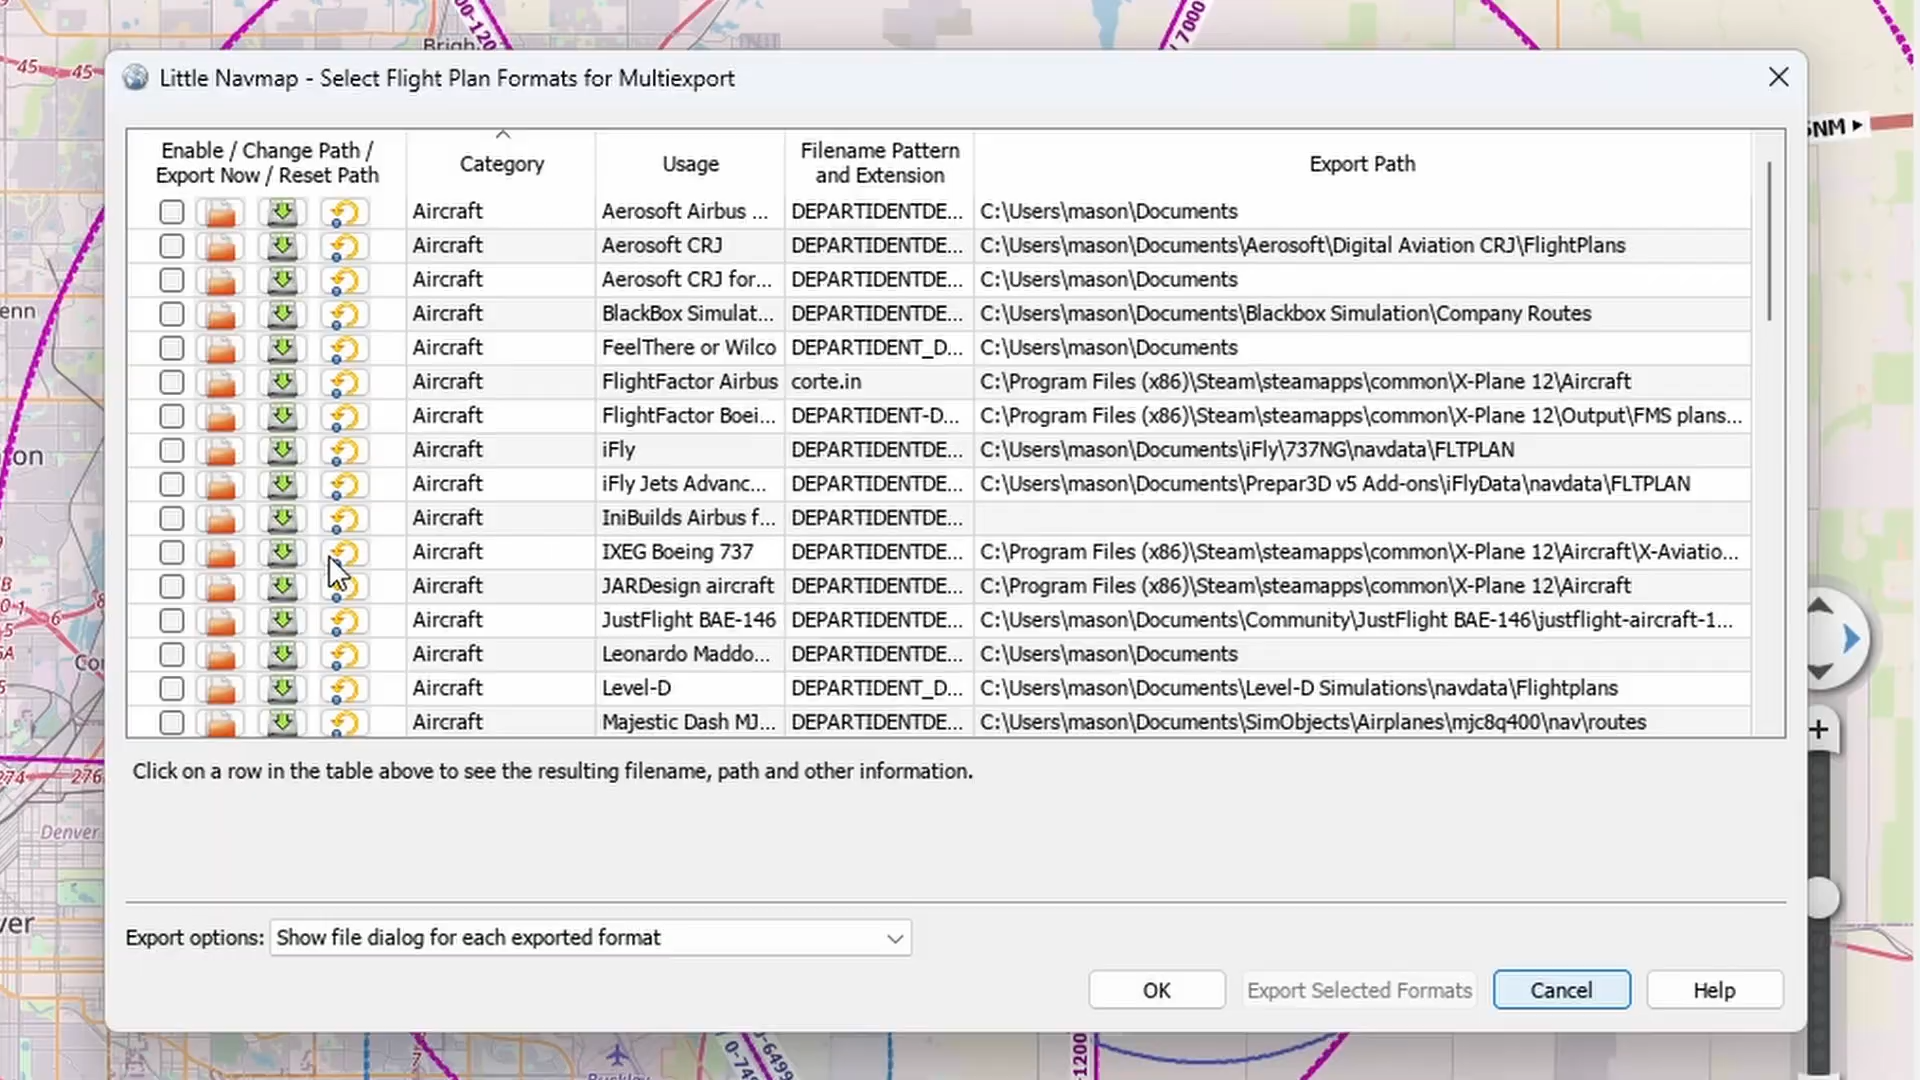 Little Navmap - Select Flight Plan Formats for Multiexport
Enable / Change Path /
Export Now / Reset Path
Category
Usage
Filename Pattern
and Extension
Export Path
Aircraft Aerosoft Airbus ... DEPARTIDENTDE... C:\Users\mason\Documents
Aircraft Aerosoft CRJ DEPARTIDENTDE... C:\Users\mason\Documents\Aerosoft\Digital Aviation CRJ\FlightPlans
Aircraft Aerosoft CRJ for... DEPARTIDENTDE... C:\Users\mason\Documents
Aircraft BlackBox Simulat... DEPARTIDENTDE... C:\Users\mason\Documents\Blackbox Simulation\Company Routes
Aircraft FeelThere or Wilco DEPARTIDENT_D... C:\Users\mason\Documents
Aircraft FlightFactor Airbus corte.in C:\Program Files (x86)\Steam\steamapps\common\X-Plane 12\Aircraft
Aircraft FlightFactor Boei... DEPARTIDENT-D... C:\Program Files (x86)\Steam\steamapps\common\X-Plane 12\Output\FMS plans...
Aircraft iFly DEPARTIDENTDE... C:\Users\mason\Documents\iFly\737NG\navdata\FLTPLAN
Aircraft iFly Jets Advanc... DEPARTIDENTDE... C:\Users\mason\Documents\Prepar3D v5 Add-ons\iFlyData\navdata\FLTPLAN
Aircraft IniBuilds Airbus f... DEPARTIDENTDE...
Aircraft IXEG Boeing 737 DEPARTIDENTDE... C:\Program Files (x86)\Steam\steamapps\common\X-Plane 12\Aircraft\X-Aviatio...
Aircraft JARDesign aircraft DEPARTIDENTDE... C:\Program Files (x86)\Steam\steamapps\common\X-Plane 12\Aircraft
Aircraft JustFlight BAE-146 DEPARTIDENTDE... C:\Users\mason\Documents\Community\JustFlight BAE-146\justflight-aircraft-1...
Aircraft Leonardo Maddo... DEPARTIDENTDE... C:\Users\mason\Documents
Aircraft Level-D DEPARTIDENT_D... C:\Users\mason\Documents\Level-D Simulations\navdata\Flightplans
Aircraft Majestic Dash MJ... DEPARTIDENTDE... C:\Users\mason\Documents\SimObjects\Airplanes\mjc8q400\nav\routes
Click on a row in the table above to see the resulting filename, path and other information.
Export options: Show file dialog for each exported format
OK
Export Selected Formats
Cancel
Help
45
45
7000
Denver
274
276
6
1200